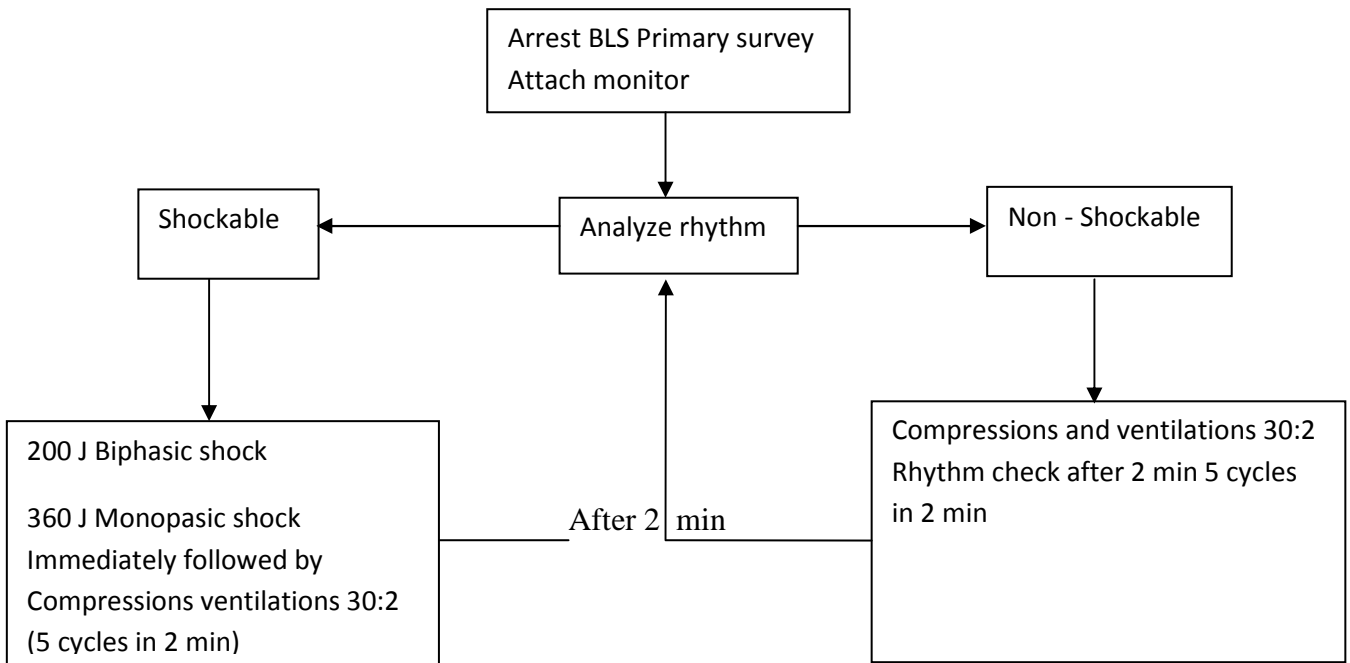 Arrest BLS Primary survey
Attach monitor
Shockable
Analyze rhythm
Non - Shockable
200 J Biphasic shock
360 J Monopasic shock
Immediately followed by
Compressions ventilations 30:2
(5 cycles in 2 min)
After 2 min
Compressions and ventilations 30:2
Rhythm check after 2 min 5 cycles
in 2 min